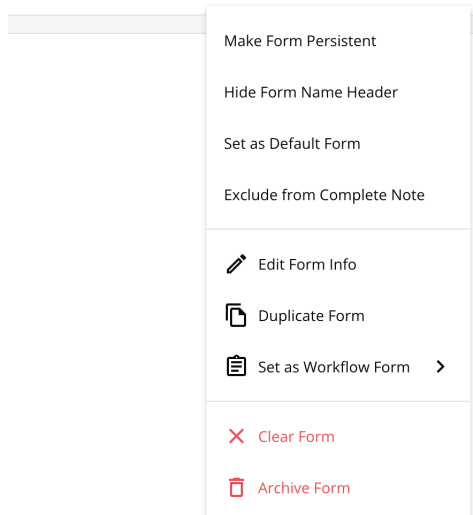 Make Form Persistent
Hide Form Name Header
Set as Default Form
Exclude from Complete Note
Edit Form Info
Duplicate Form
Set as Workflow Form
Clear Form
Archive Form